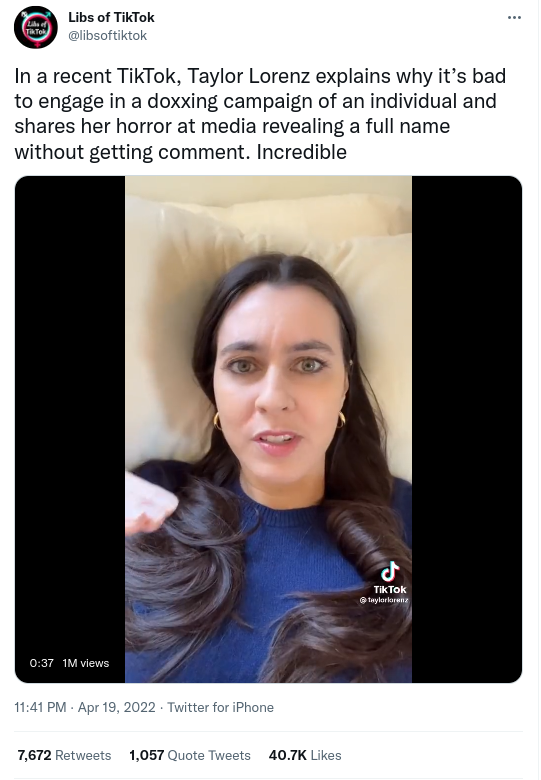 Libs of TikTok
@libsoftiktok
Libs of
TikTok
In a recent TikTok, Taylor Lorenz explains why it’s bad
to engage in a doxxing campaign of an individual and
shares her horror at media revealing a full name
without getting comment. Incredible
TikTok
@taylorlorenz
0:37 1M views
11:41 PM · Apr 19, 2022 · Twitter for iPhone
7,672 Retweets 1,057 Quote Tweets 40.7K Likes